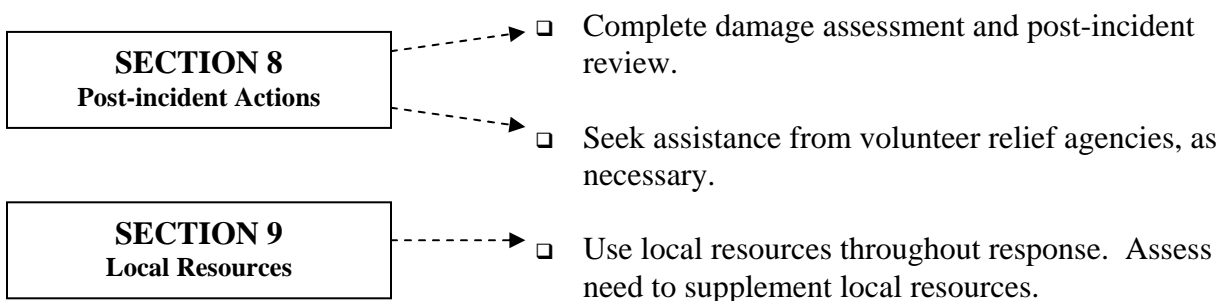 SECTION 8
Post-incident Actions
❑ Complete damage assessment and post-incident
review.
❑ Seek assistance from volunteer relief agencies, as
necessary.
SECTION 9
Local Resources
❑ Use local resources throughout response.  Assess
need to supplement local resources.